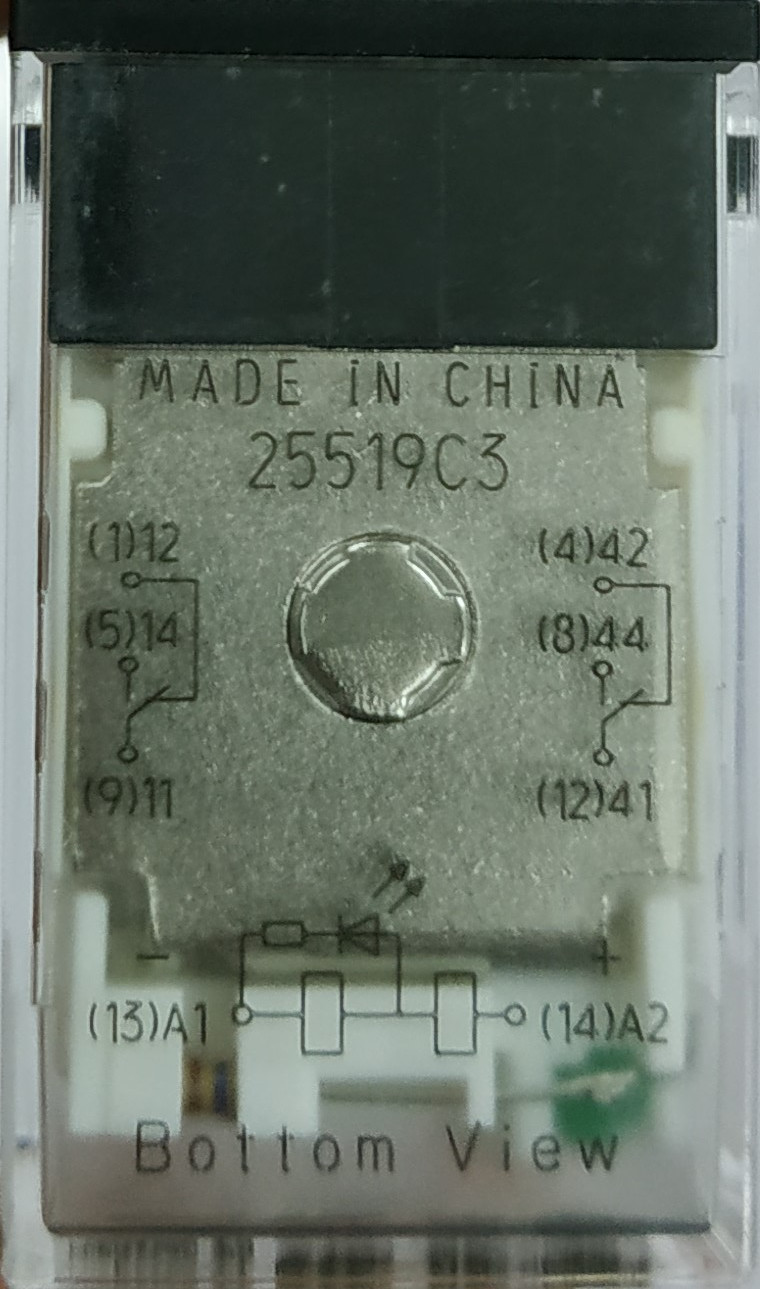 MADE IN CHINA
25519C3
(1)12 (4)42
(5)14 (8)44
(9)11 (12)41
- +
(13)A1 (14)A2
Bottom View